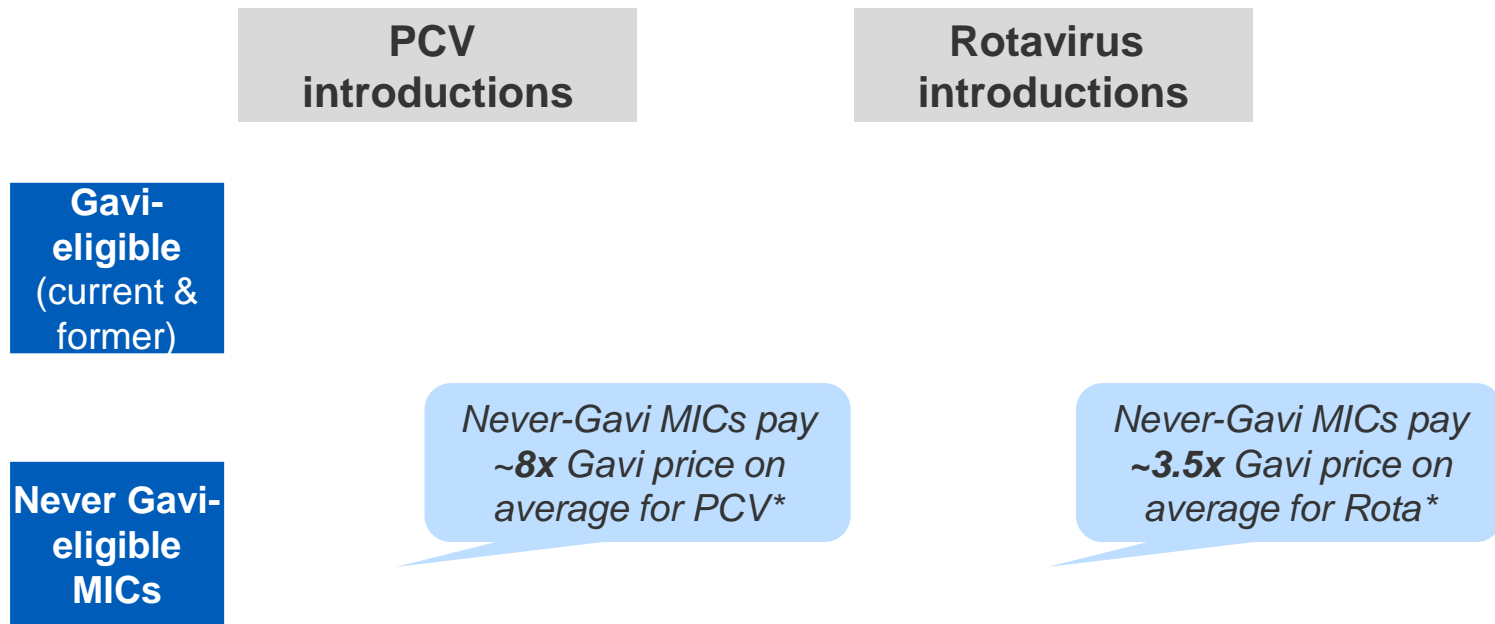 PCV
introductions
Rotavirus
introductions
Gavi-
eligible
(current &
former)
Never-Gavi MICs pay
~8x Gavi price on
average for PCV*
Never-Gavi MICs pay
~3.5x Gavi price on
average for Rota*
Never Gavi-
eligible
MICs